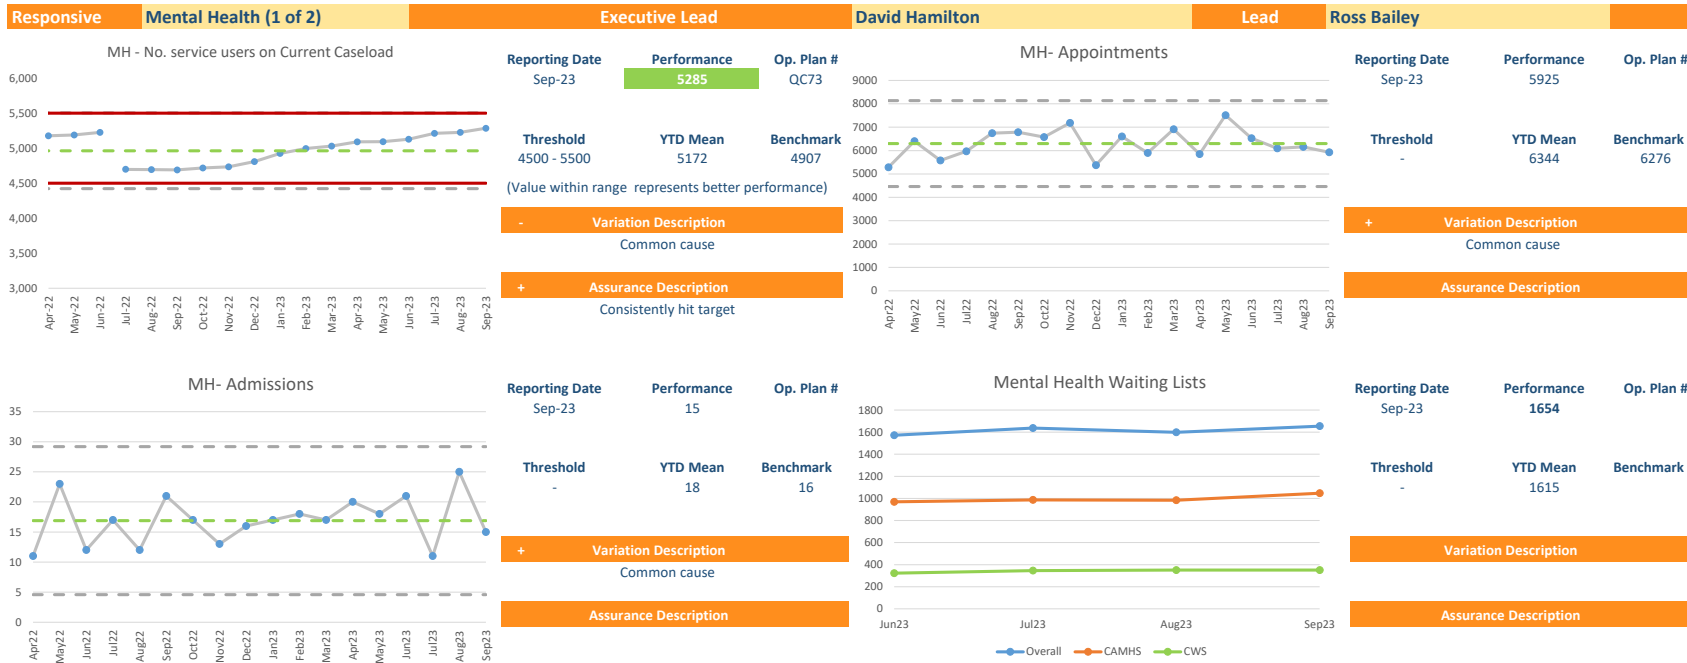 Responsive Mental Health (1 of 2) Executive Lead David Hamilton Lead Ross Bailey
MH - No. service users on Current Caseload
6,000
5,500
5,000
4,500
4,000
3,500
3,000
Apr-22 May-22 Jun-22 Jul-22 Aug-22 Sep-22 Oct-22 Nov-22 Dec-22 Jan-23 Feb-23 Mar-23 Apr-23 May-23 Jun-23 Jul-23 Aug-23 Sep-23
Reporting Date Performance Op. Plan #
Sep-23 5285 QC73
Threshold YTD Mean Benchmark
4500 - 5500 5172 4907
(Value within range represents better performance)
- Variation Description
Common cause
+ Assurance Description
Consistently hit target
MH- Appointments
9000
8000
7000
6000
5000
4000
3000
2000
1000
0
Apr22 May22 Jun22 Jul22 Aug22 Sep22 Oct22 Nov22 Dec22 Jan23 Feb23 Mar23 Apr23 May23 Jun23 Jul23 Aug23 Sep23
Reporting Date Performance Op. Plan #
Sep-23 5925
Threshold YTD Mean Benchmark
- 6344 6276
+ Variation Description
Common cause
Assurance Description
MH- Admissions
35
30
25
20
15
10
5
0
Apr22 May22 Jun22 Jul22 Aug22 Sep22 Oct22 Nov22 Dec22 Jan23 Feb23 Mar23 Apr23 May23 Jun23 Jul23 Aug23 Sep23
Reporting Date Performance Op. Plan #
Sep-23 15
Threshold YTD Mean Benchmark
- 18 16
+ Variation Description
Common cause
Assurance Description
Mental Health Waiting Lists
1800
1600
1400
1200
1000
800
600
400
200
0
Jun23 Jul23 Aug23 Sep23
Overall CAMHS CWS
Reporting Date Performance Op. Plan #
Sep-23 1654
Threshold YTD Mean Benchmark
- 1615
Variation Description
Assurance Description